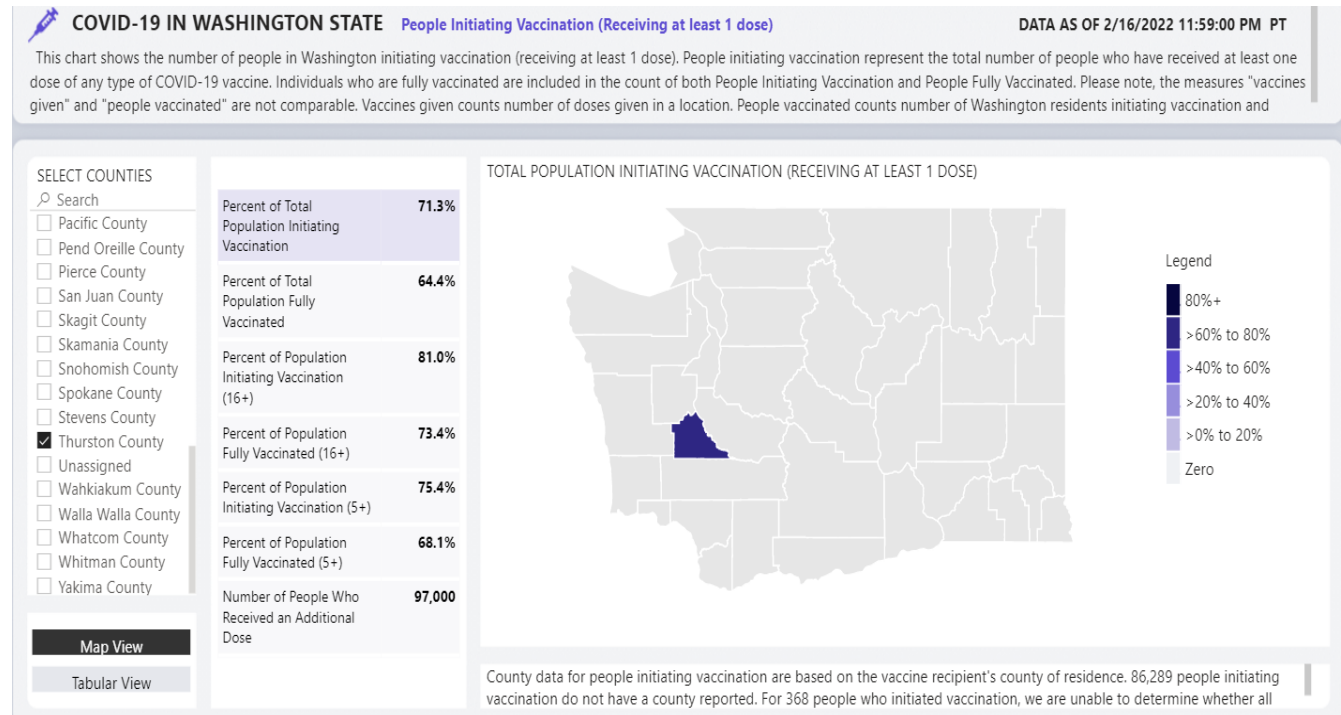 COVID-19 IN WASHINGTON STATE People Initiating Vaccination (Receiving at least 1 dose) DATA AS OF 2/16/2022 11:59:00 PM PT
This chart shows the number of people in Washington initiating vaccination (receiving at least 1 dose). People initiating vaccination represent the total number of people who have received at least one
dose of any type of COVID-19 vaccine. Individuals who are fully vaccinated are included in the count of both People Initiating Vaccination and People Fully Vaccinated. Please note, the measures "vaccines
given" and "people vaccinated" are not comparable. Vaccines given counts number of doses given in a location. People vaccinated counts number of Washington residents initiating vaccination and
SELECT COUNTIES
Search
Pacific County
Pend Oreille County
Pierce County
San Juan County
Skagit County
Skamania County
Snohomish County
Spokane County
Stevens County
Thurston County
Unassigned
Wahkiakum County
Walla Walla County
Whatcom County
Whitman County
Yakima County
Map View
Tabular View
Percent of Total 71.3%
Population Initiating
Vaccination
Percent of Total 64.4%
Population Fully
Vaccinated
Percent of Population 81.0%
Initiating Vaccination
(16+)
Percent of Population 73.4%
Fully Vaccinated (16+)
Percent of Population 75.4%
Initiating Vaccination (5+)
Percent of Population 68.1%
Fully Vaccinated (5+)
Number of People Who 97,000
Received an Additional
Dose
TOTAL POPULATION INITIATING VACCINATION (RECEIVING AT LEAST 1 DOSE)
Legend
80%+
>60% to 80%
>40% to 60%
>20% to 40%
>0% to 20%
Zero
County data for people initiating vaccination are based on the vaccine recipient's county of residence. 86,289 people initiating
vaccination do not have a county reported. For 368 people who initiated vaccination, we are unable to determine whether all